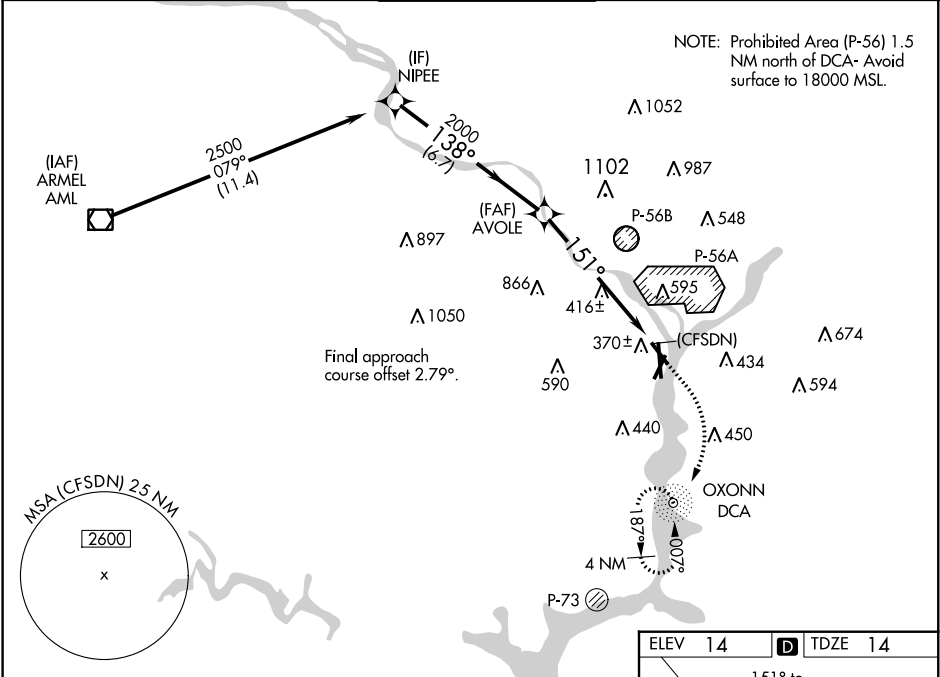 NOTE: Prohibited Area (P-56) 1.5
NM north of DCA- Avoid
surface to 18000 MSL.
(IF)
NIPEE
1052
2000
138°
(6.7)
2500
079°
(11.4)
(IAF)
ARMEL
AML
1102
987
(FAF)
AVOLE
P-56B
548
897
151°
P-56A
866
416±
595
1050
370±
(CFSDN)
674
434
Final approach
course offset 2.79°.
590
594
440
450
MSA (CFSDN) 25 NM
2600
x
OXONN
DCA
187°
007°
4 NM
P-73
ELEV 14 D TDZE 14
151° to